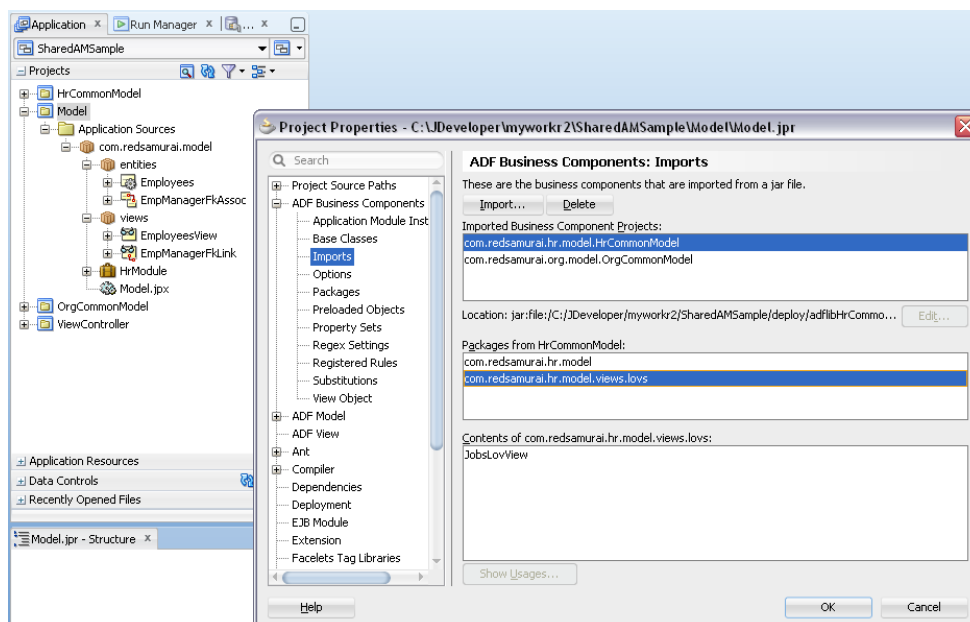 Application x Run Manager x ... x
SharedAMSample
Projects
HrCommonModel
Model
Application Sources
com.redsamurai.model
entities
Employees
EmpManagerFkAssoc
views
EmployeesView
EmpManagerFkLink
HrModule
Model.jpx
OrgCommonModel
ViewController
Application Resources
Data Controls
Recently Opened Files
Model.jpr - Structure x
Project Properties - C:\JDeveloper\myworkr2\SharedAMSample\Model\Model.jpr
Search
Project Source Paths
ADF Business Components
Application Module Inst
Base Classes
Imports
Options
Packages
Preloaded Objects
Property Sets
Regex Settings
Registered Rules
Substitutions
View Object
ADF Model
ADF View
Ant
Compiler
Dependencies
Deployment
EJB Module
Extension
Facelets Tag Libraries
ADF Business Components: Imports
These are the business components that are imported from a jar file.
Import... Delete
Imported Business Component Projects:
com.redsamurai.hr.model.HrCommonModel
com.redsamurai.org.model.OrgCommonModel
Location: jar:file:/C:/JDeveloper/myworkr2/SharedAMSample/deploy/adflibHrCommo... Edit...
Packages from HrCommonModel:
com.redsamurai.hr.model
com.redsamurai.hr.model.views.lovs
Contents of com.redsamurai.hr.model.views.lovs:
JobsLovView
Show Usages...
Help OK Cancel